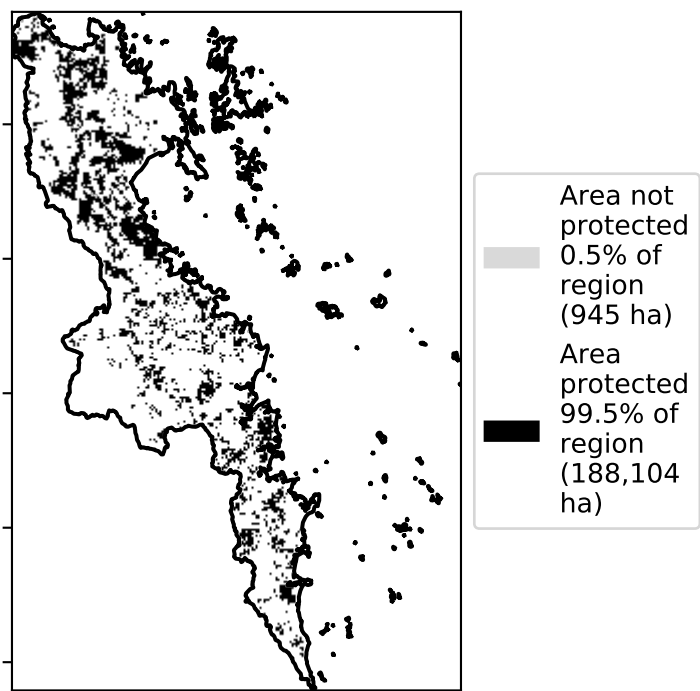 Area not
protected
0.5% of
region
(945 ha)
Area
protected
99.5% of
region
(188,104
ha)